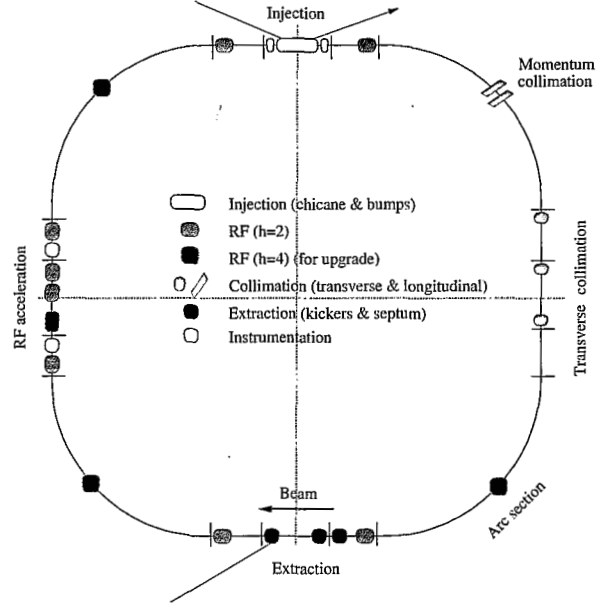 Injection
Momentum
collimation
Injection (chicane & bumps)
RF (h=2)
RF (h=4) (for upgrade)
Collimation (transverse & longitudinal)
Extraction (kickers & septum)
Instrumentation
RF acceleration
Transverse collimation
Beam
Arc section
Extraction